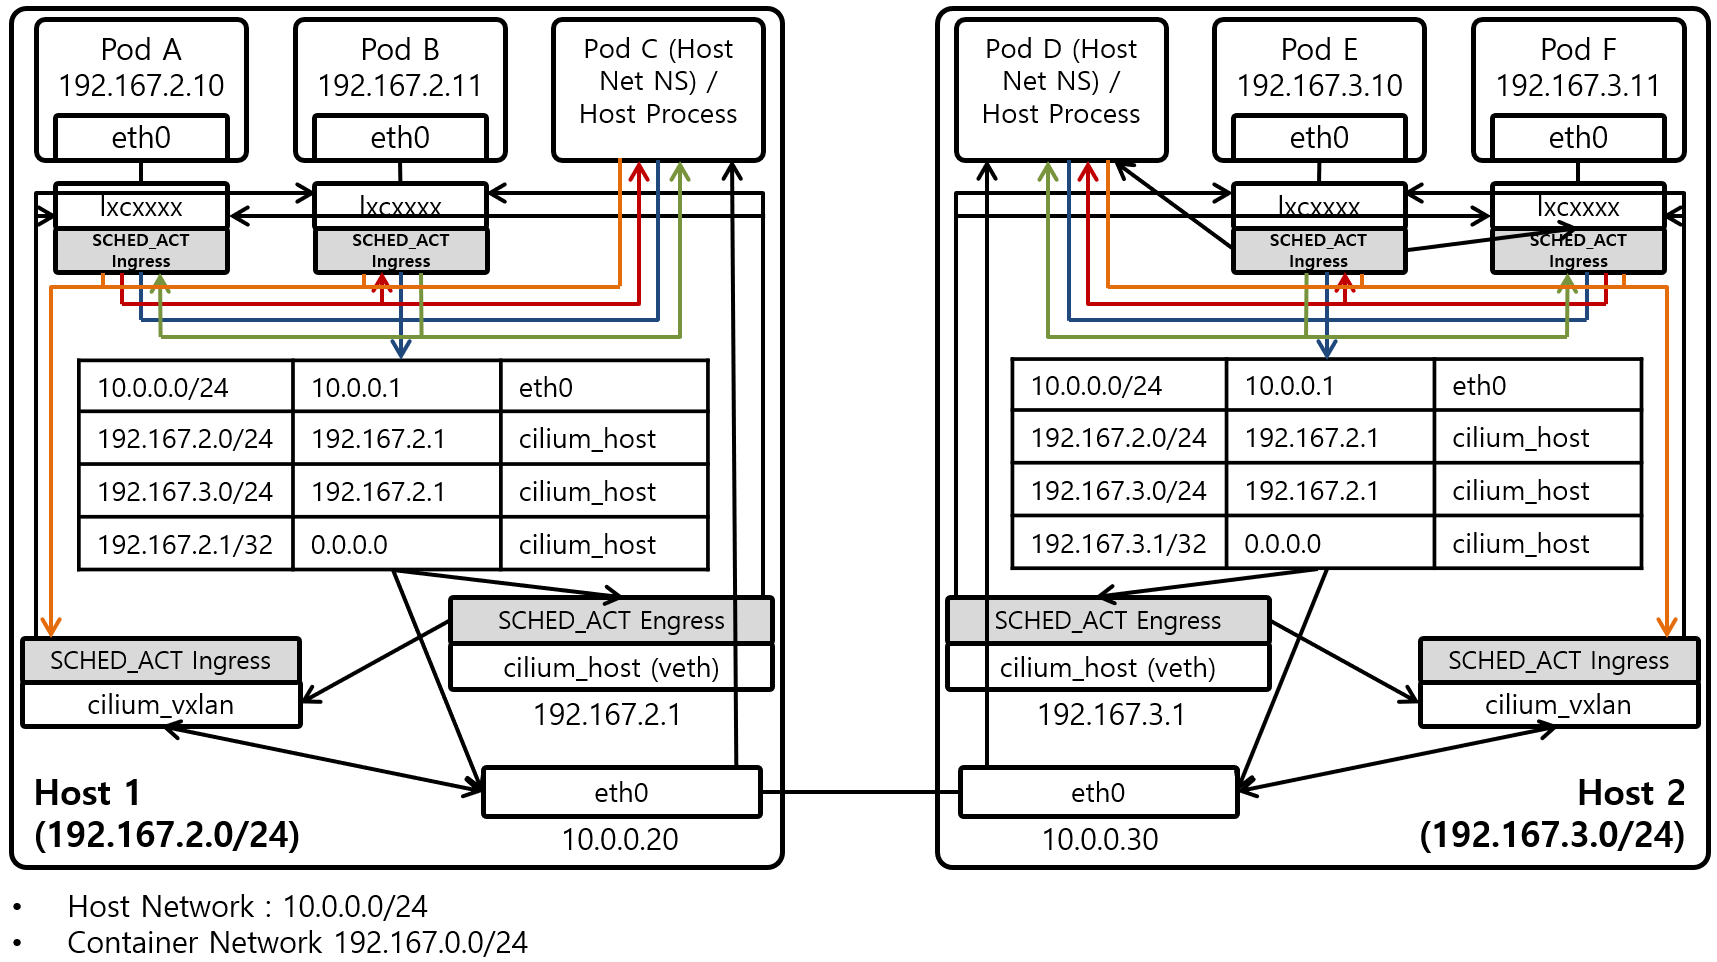 Pod A
192.167.2.10
eth0
lxcxxxx
SCHED_ACT
Ingress
Pod B
192.167.2.11
eth0
lxcxxxx
SCHED_ACT
Ingress
Pod C (Host
Net NS) /
Host Process
10.0.0.0/24 10.0.0.1 eth0
192.167.2.0/24 192.167.2.1 cilium_host
192.167.3.0/24 192.167.2.1 cilium_host
192.167.2.1/32 0.0.0.0 cilium_host
SCHED_ACT Engress
cilium_host (veth)
192.167.2.1
SCHED_ACT Ingress
cilium_vxlan
eth0
10.0.0.20
Host 1
(192.167.2.0/24)
Pod D (Host
Net NS) /
Host Process
Pod E
192.167.3.10
eth0
lxcxxxx
SCHED_ACT
Ingress
Pod F
192.167.3.11
eth0
lxcxxxx
SCHED_ACT
Ingress
10.0.0.0/24 10.0.0.1 eth0
192.167.2.0/24 192.167.2.1 cilium_host
192.167.3.0/24 192.167.2.1 cilium_host
192.167.3.1/32 0.0.0.0 cilium_host
SCHED_ACT Engress
cilium_host (veth)
192.167.3.1
SCHED_ACT Ingress
cilium_vxlan
eth0
10.0.0.30
Host 2
(192.167.3.0/24)
• Host Network : 10.0.0.0/24
• Container Network 192.167.0.0/24